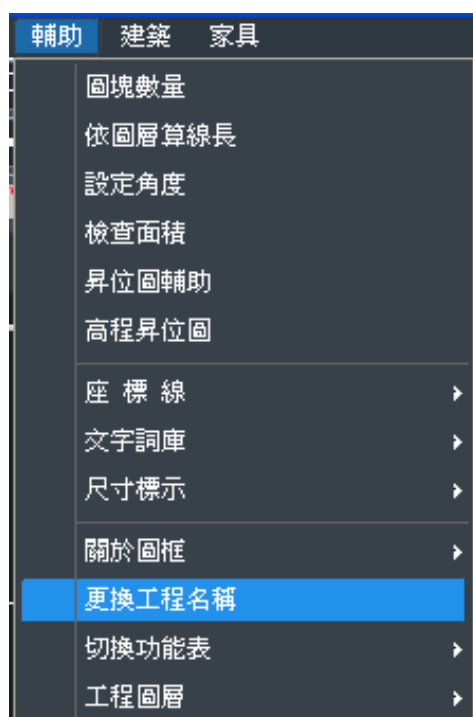 輔助 建築 家具
圖塊數量
依圖層算線長
設定角度
檢查面積
昇位圖輔助
高程昇位圖
座 標 線
文字詞庫
尺寸標示
關於圖框
更換工程名稱
切換功能表
工程圖層